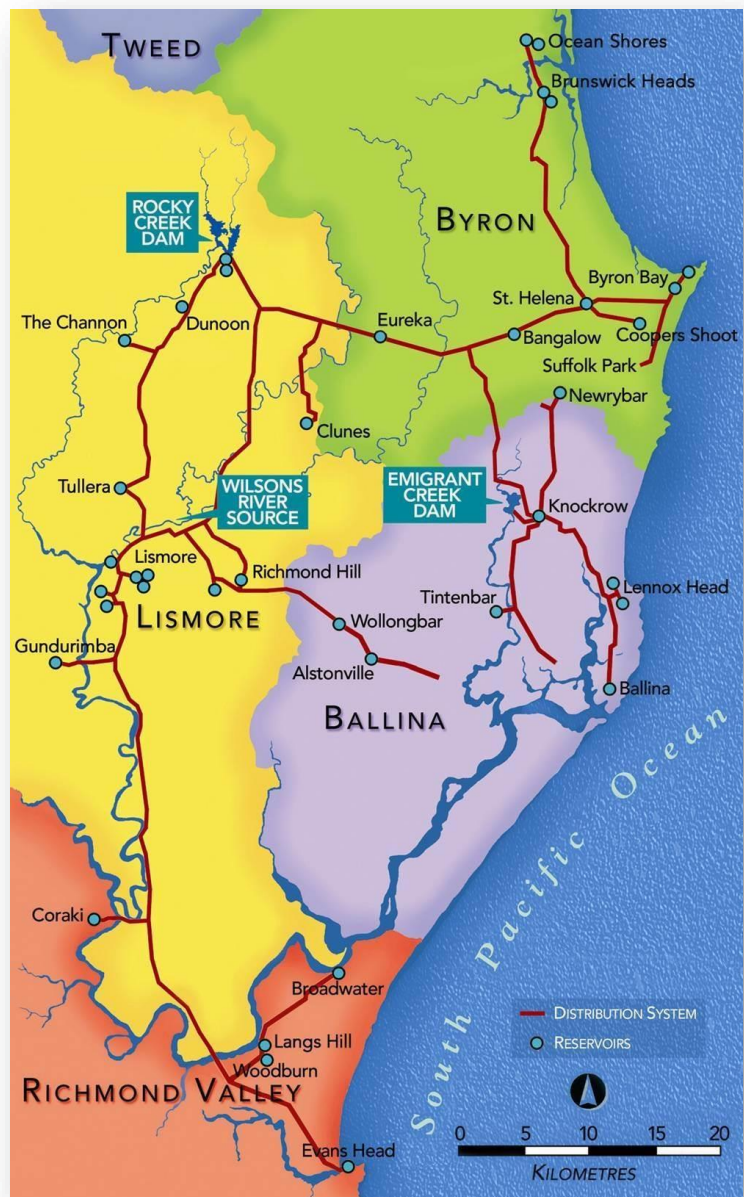 TWEED
Ocean Shores
Brunswick Heads
ROCKY
CREEK
DAM
BYRON
Byron Bay
St. Helena
The Channon
Dunoon
Eureka
Bangalow
Coopers Shoot
Suffolk Park
Newrybar
Clunes
Tullera
WILSONS
RIVER
SOURCE
EMIGRANT
CREEK
DAM
Knockrow
Lismore
Richmond Hill
Lennox Head
Tintenbar
LISMORE
Wollongbar
Gundurimba
Alstonville
Ballina
BALLINA
South Pacific Ocean
Coraki
Broadwater
DISTRIBUTION SYSTEM
RESERVOIRS
Langs Hill
Woodburn
RICHMOND VALLEY
Evans Head
0 5 10 15 20
KILOMETRES